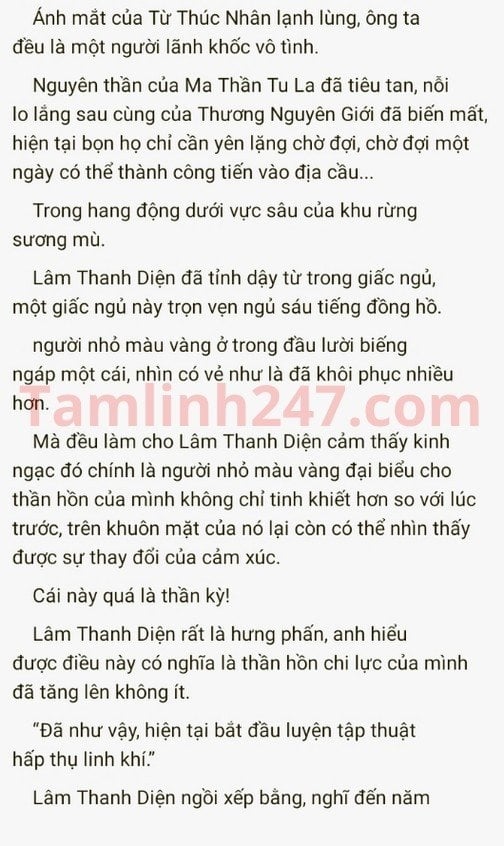 Ánh mắt của Từ Thúc Nhân lạnh lùng, ông ta
đều là một người lãnh khốc vô tình.
Nguyên thần của Ma Thần Tu La đã tiêu tan, nỗi
lo lắng sau cùng của Thương Nguyên Giới đã biến mất,
hiện tại bọn họ chỉ cần yên lặng chờ đợi, chờ đợi một
ngày có thể thành công tiến vào địa cầu...
Trong hang động dưới vực sâu của khu rừng
sương mù.
Lâm Thanh Diện đã tỉnh dậy từ trong giấc ngủ,
một giấc ngủ này trọn vẹn ngủ sáu tiếng đồng hồ.
người nhỏ màu vàng ở trong đầu lười biếng
ngáp một cái, nhìn có vẻ như là đã khôi phục nhiều
hơn.
Tamlinh247.com
Mà đều làm cho Lâm Thanh Diện cảm thấy kinh
ngạc đó chính là người nhỏ màu vàng đại biểu cho
thần hồn của mình không chỉ tinh khiết hơn so với lúc
trước, trên khuôn mặt của nó lại còn có thể nhìn thấy
được sự thay đổi của cảm xúc.
Cái này quá là thần kỳ!
Lâm Thanh Diện rất là hưng phấn, anh hiểu
được điều này có nghĩa là thần hồn chi lực của mình
đã tăng lên không ít.
“Đã như vậy, hiện tại bắt đầu luyện tập thuật
hấp thụ linh khí.”
Lâm Thanh Diện ngồi xếp bằng, nghĩ đến năm